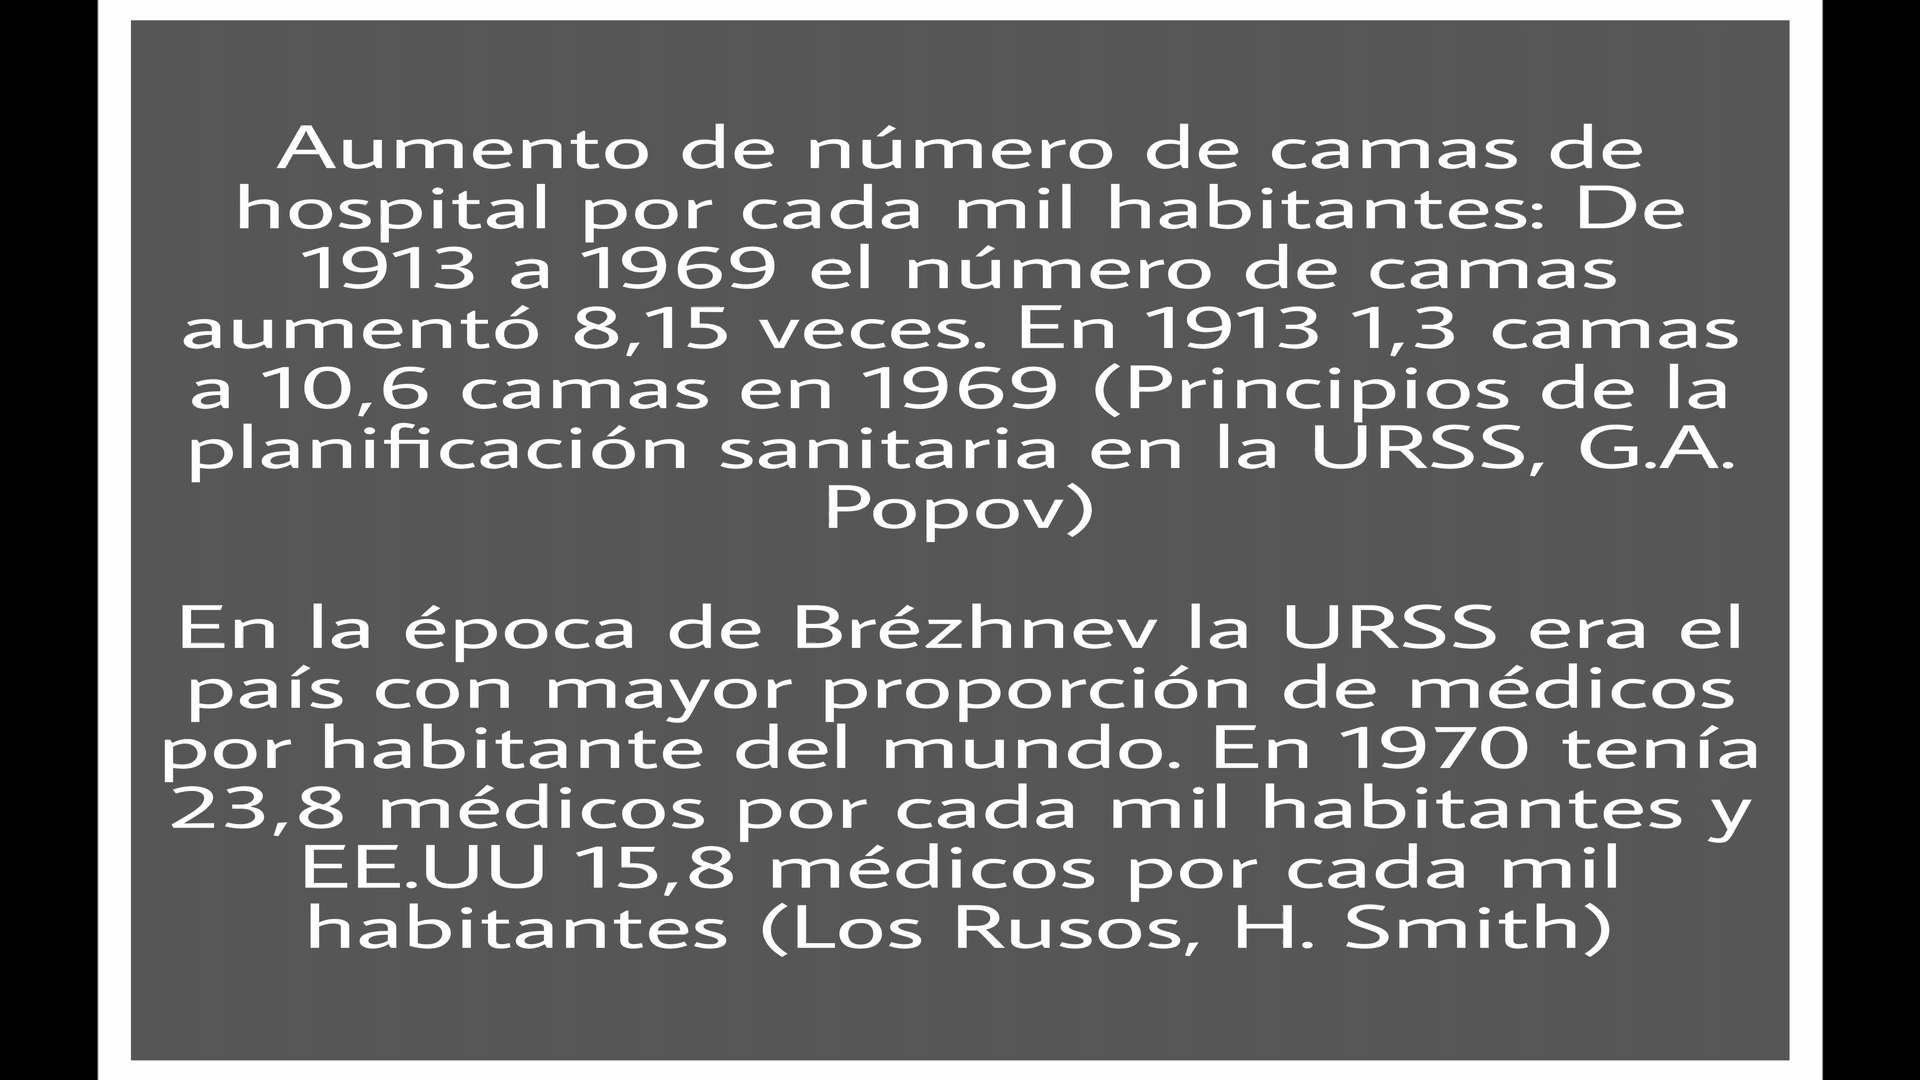 Aumento de número de camas de
hospital por cada mil habitantes: De
1913 a 1969 el número de camas
aumentó 8,15 veces. En 1913 1,3 camas
a 10,6 camas en 1969 (Principios de la
planificación sanitaria en la URSS, G.A.
Popov)
En la época de Brézhnev la URSS era el
país con mayor proporción de médicos
por habitante del mundo. En 1970 tenía
23,8 médicos por cada mil habitantes y
EE.UU 15,8 médicos por cada mil
habitantes (Los Rusos, H. Smith)